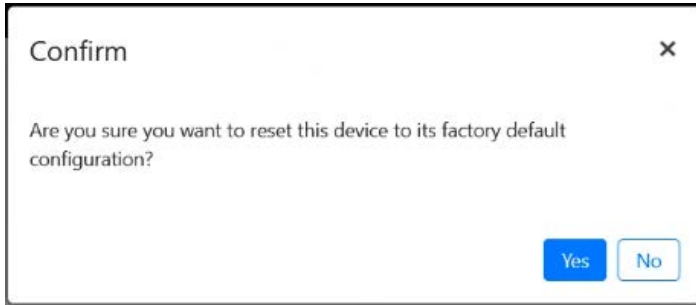 Confirm
Are you sure you want to reset this device to its factory default
configuration?
Yes No